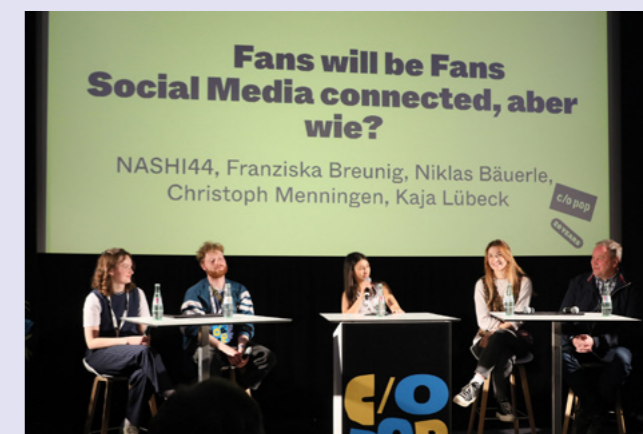 Fans will be Fans
Social Media connected, aber
wie?
NASHI44, Franziska Breunig, Niklas Bäuerle,
Christoph Menningen, Kaja Lübeck
c/o pop
C/O
POP